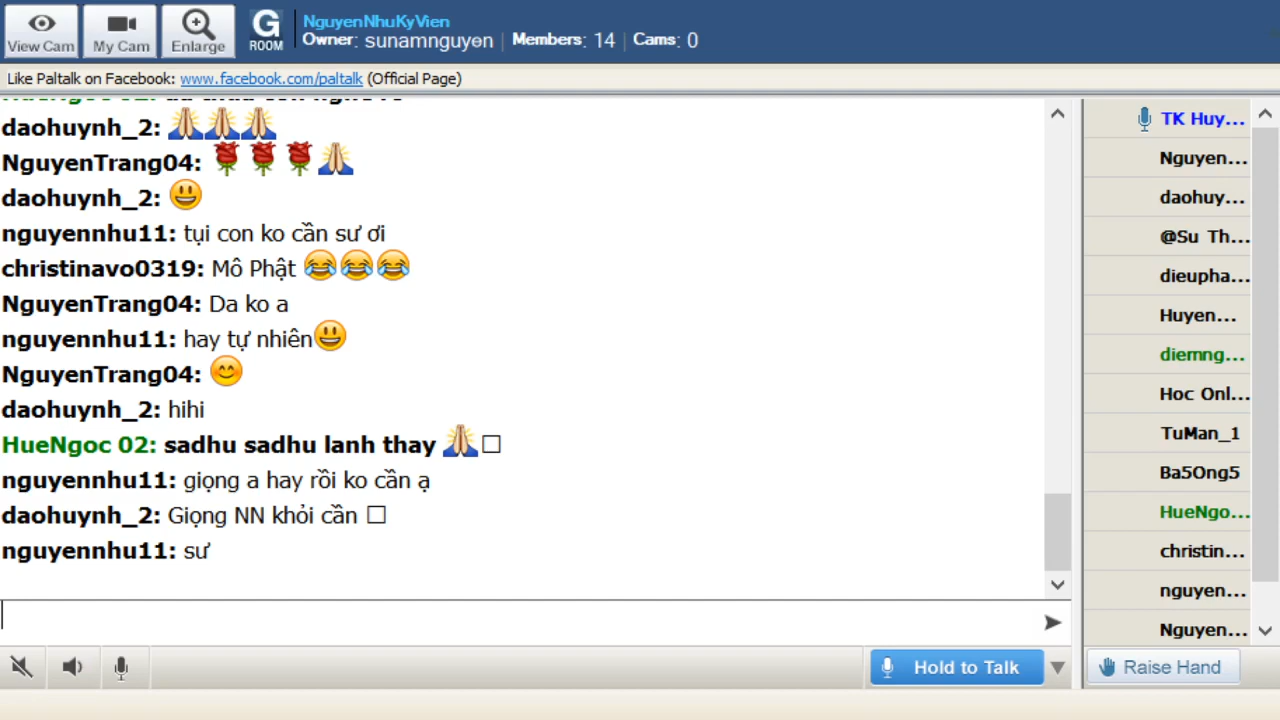 View Cam
My Cam
Enlarge
G ROOM
NguyenNhuKyVien
Owner: sunamnguyen | Members: 14 | Cams: 0
Like Paltalk on Facebook: www.facebook.com/paltalk (Official Page)
daohuynh_2: 🙏🙏🙏
NguyenTrang04: 🌹🌹🌹🙏
daohuynh_2: 😃
nguyennhu11: tụi con ko cần sư ơi
christinavo0319: Mô Phật 😂😂😂
NguyenTrang04: Da ko a
nguyennhu11: hay tự nhiên😃
NguyenTrang04: 😊
daohuynh_2: hihi
HueNgoc 02: sadhu sadhu lanh thay 🙏□
nguyennhu11: giọng a hay rồi ko cần ạ
daohuynh_2: Giọng NN khỏi cần □
nguyennhu11: sư
Hold to Talk
TK Huy...
Nguyen...
daohuy...
@Su Th...
dieupha...
Huyen...
diemng...
Hoc Onl...
TuMan_1
Ba5Ong5
HueNgo...
christin...
nguyen...
Nguyen...
Raise Hand